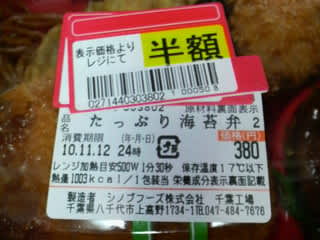 表示価格より
レジにて
半額
0271440303802 1000508
303802 原材料裏面表示
品名 たっぷり海苔弁 2
消費期限 (年・月・日) 価格(円)
10.11.12 24時 380
レンジ加熱目安500W 1分30秒 保存温度17℃以下
熱量1003kcal/1包装当 栄養成分表示裏面記載
製造者 シノブフーズ株式会社 千葉工場
千葉県八千代市上高野1734-1 TEL047-484-7676